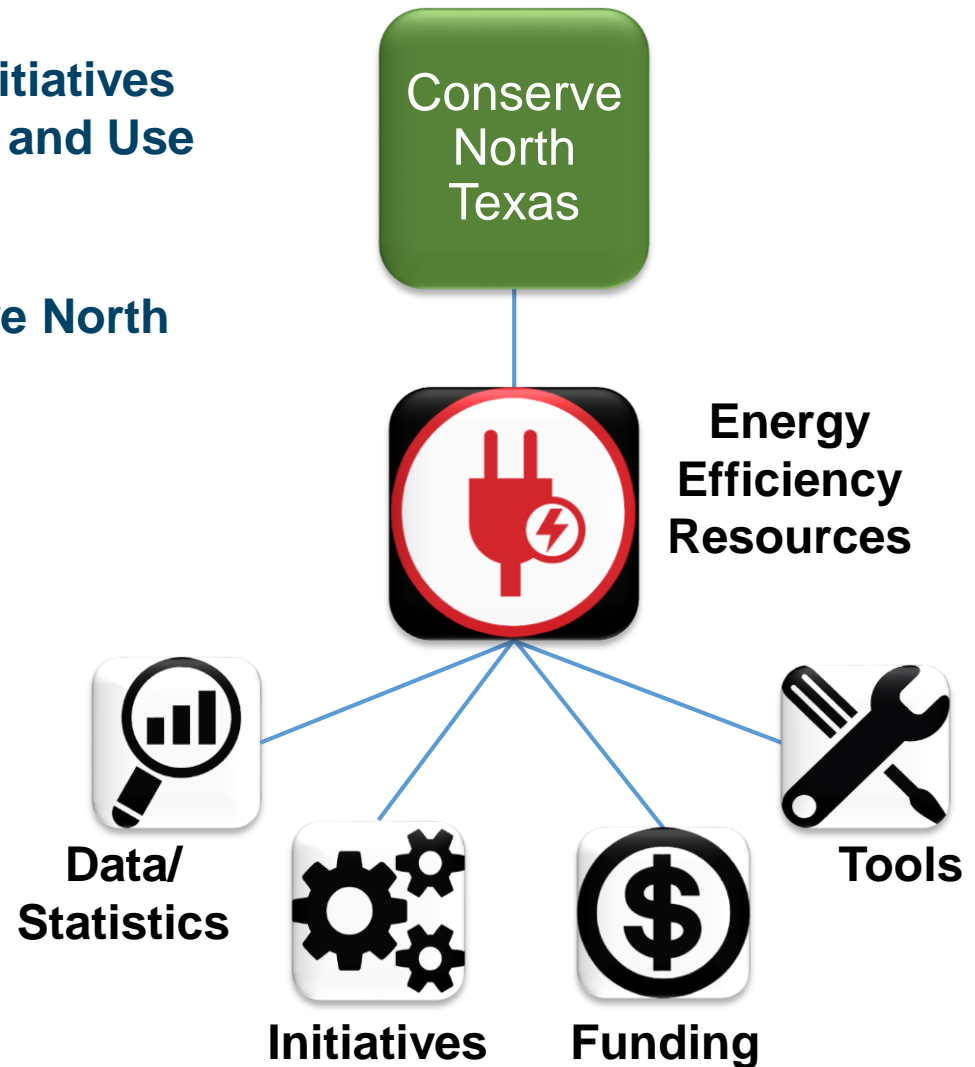 itiatives
and Use
e North
Conserve
North
Texas
Energy
Efficiency
Resources
Data/
Statistics
Tools
Initiatives
Funding